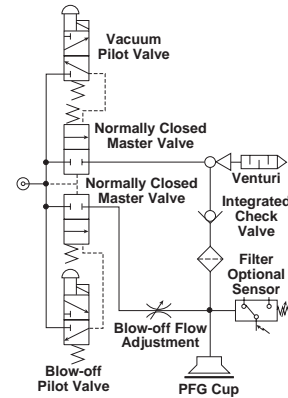 Vacuum
Pilot Valve
Normally Closed
Master Valve
Venturi
Normally Closed
Master Valve
Integrated
Check
Valve
Filter
Optional
Sensor
Blow-off Flow
Adjustment
Blow-off
Pilot Valve
PFG Cup